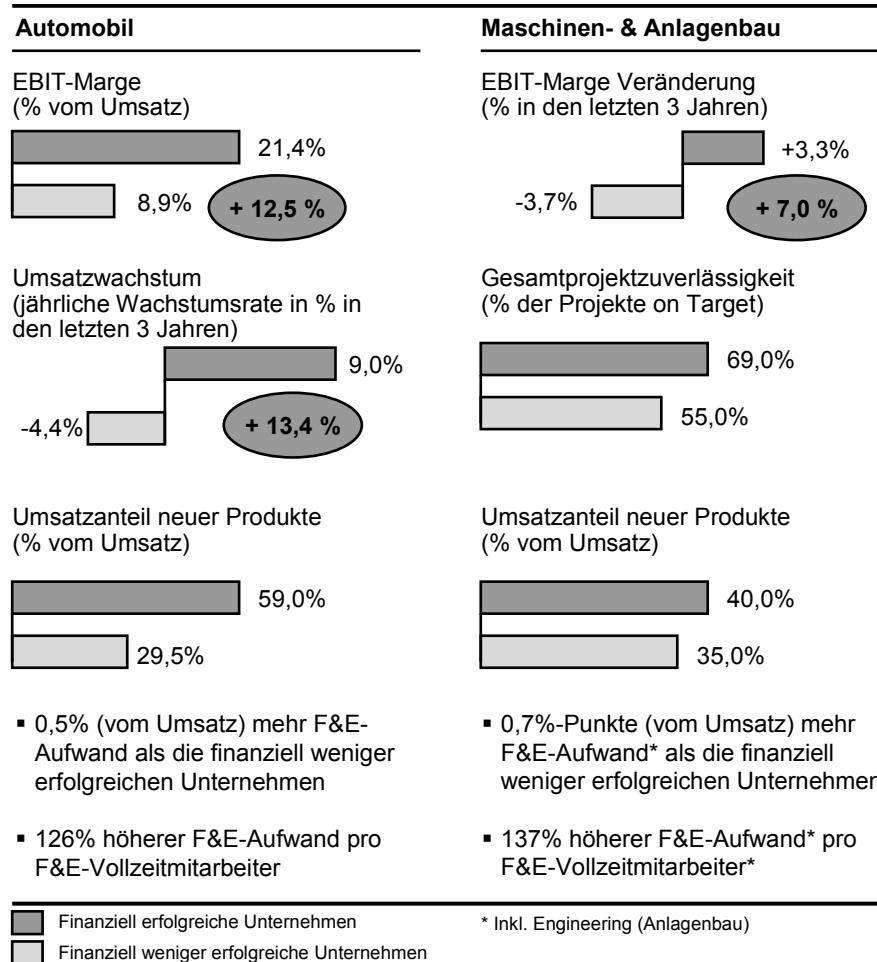 Automobil
EBIT-Marge
(% vom Umsatz)
21,4%
8,9%
+ 12,5 %
Umsatzwachstum
(jährliche Wachstumsrate in % in
den letzten 3 Jahren)
9,0%
-4,4%
+ 13,4 %
Umsatzanteil neuer Produkte
(% vom Umsatz)
59,0%
29,5%
▪ 0,5% (vom Umsatz) mehr F&E-
Aufwand als die finanziell weniger
erfolgreichen Unternehmen
▪ 126% höherer F&E-Aufwand pro
F&E-Vollzeitmitarbeiter
Maschinen- & Anlagenbau
EBIT-Marge Veränderung
(% in den letzten 3 Jahren)
+3,3%
-3,7%
+ 7,0 %
Gesamtprojektzuverlässigkeit
(% der Projekte on Target)
69,0%
55,0%
Umsatzanteil neuer Produkte
(% vom Umsatz)
40,0%
35,0%
▪ 0,7%-Punkte (vom Umsatz) mehr
F&E-Aufwand* als die finanziell
weniger erfolgreichen Unternehmen
▪ 137% höherer F&E-Aufwand* pro
F&E-Vollzeitmitarbeiter*
Finanziell erfolgreiche Unternehmen
Finanziell weniger erfolgreiche Unternehmen
* Inkl. Engineering (Anlagenbau)